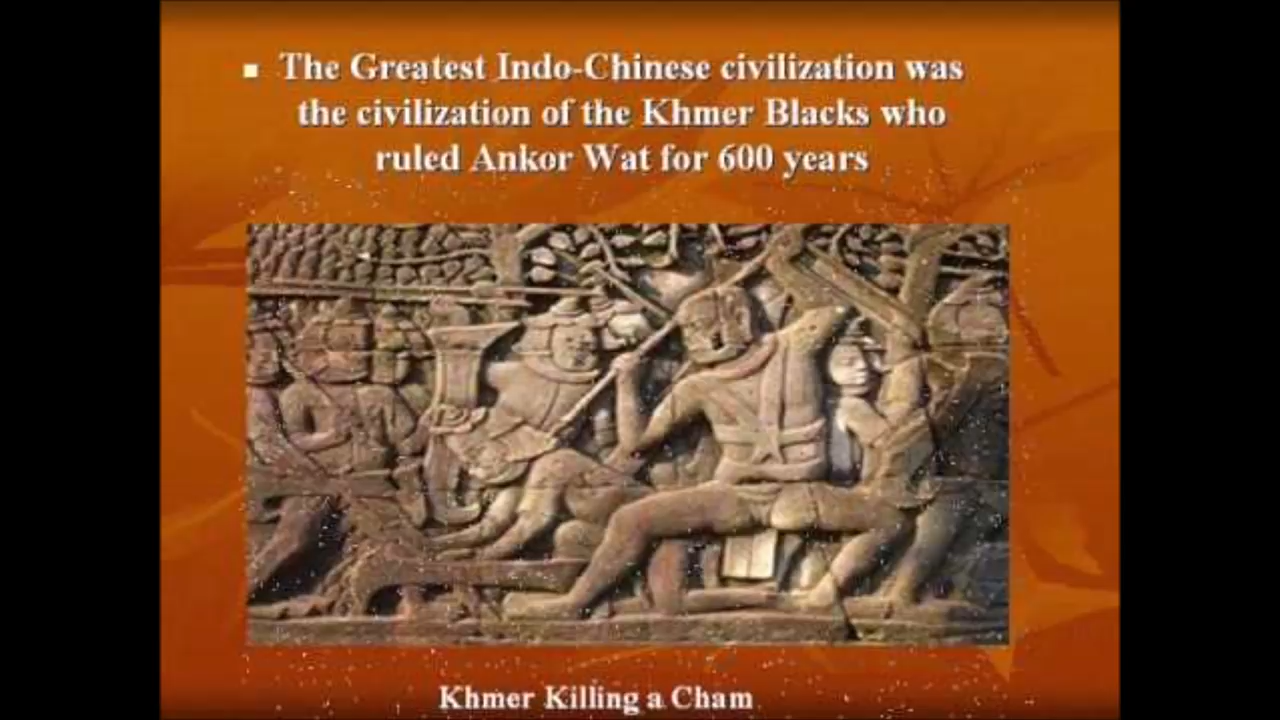 The Greatest Indo-Chinese civilization was
the civilization of the Khmer Blacks who
ruled Ankor Wat for 600 years
Khmer Killing a Cham